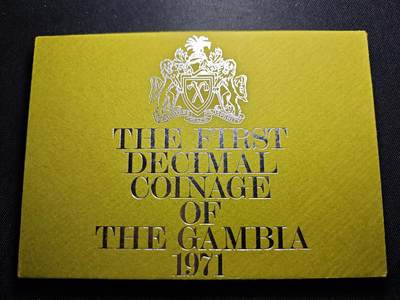 THE FIRST
DECIMAL
COINAGE
OF
THE GAMBIA
1971